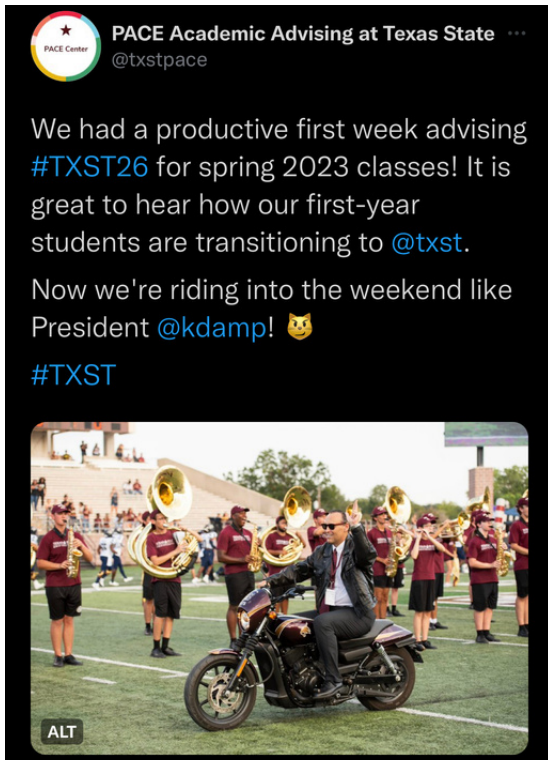 PACE Center
PACE Academic Advising at Texas State
@txstpace
We had a productive first week advising
#TXST26 for spring 2023 classes! It is
great to hear how our first-year
students are transitioning to @txst.
Now we're riding into the weekend like
President @kdamp! 😼
#TXST
ALT